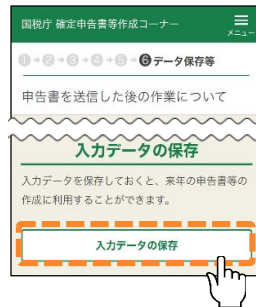 国税庁 確定申告書等作成コーナー
メニュー
❶→❷→❸→❹→❺→❻データ保存等
申告書を送信した後の作業について
入力データの保存
入力データを保存しておくと、来年の申告書等の
作成に利用することができます。
入力データの保存